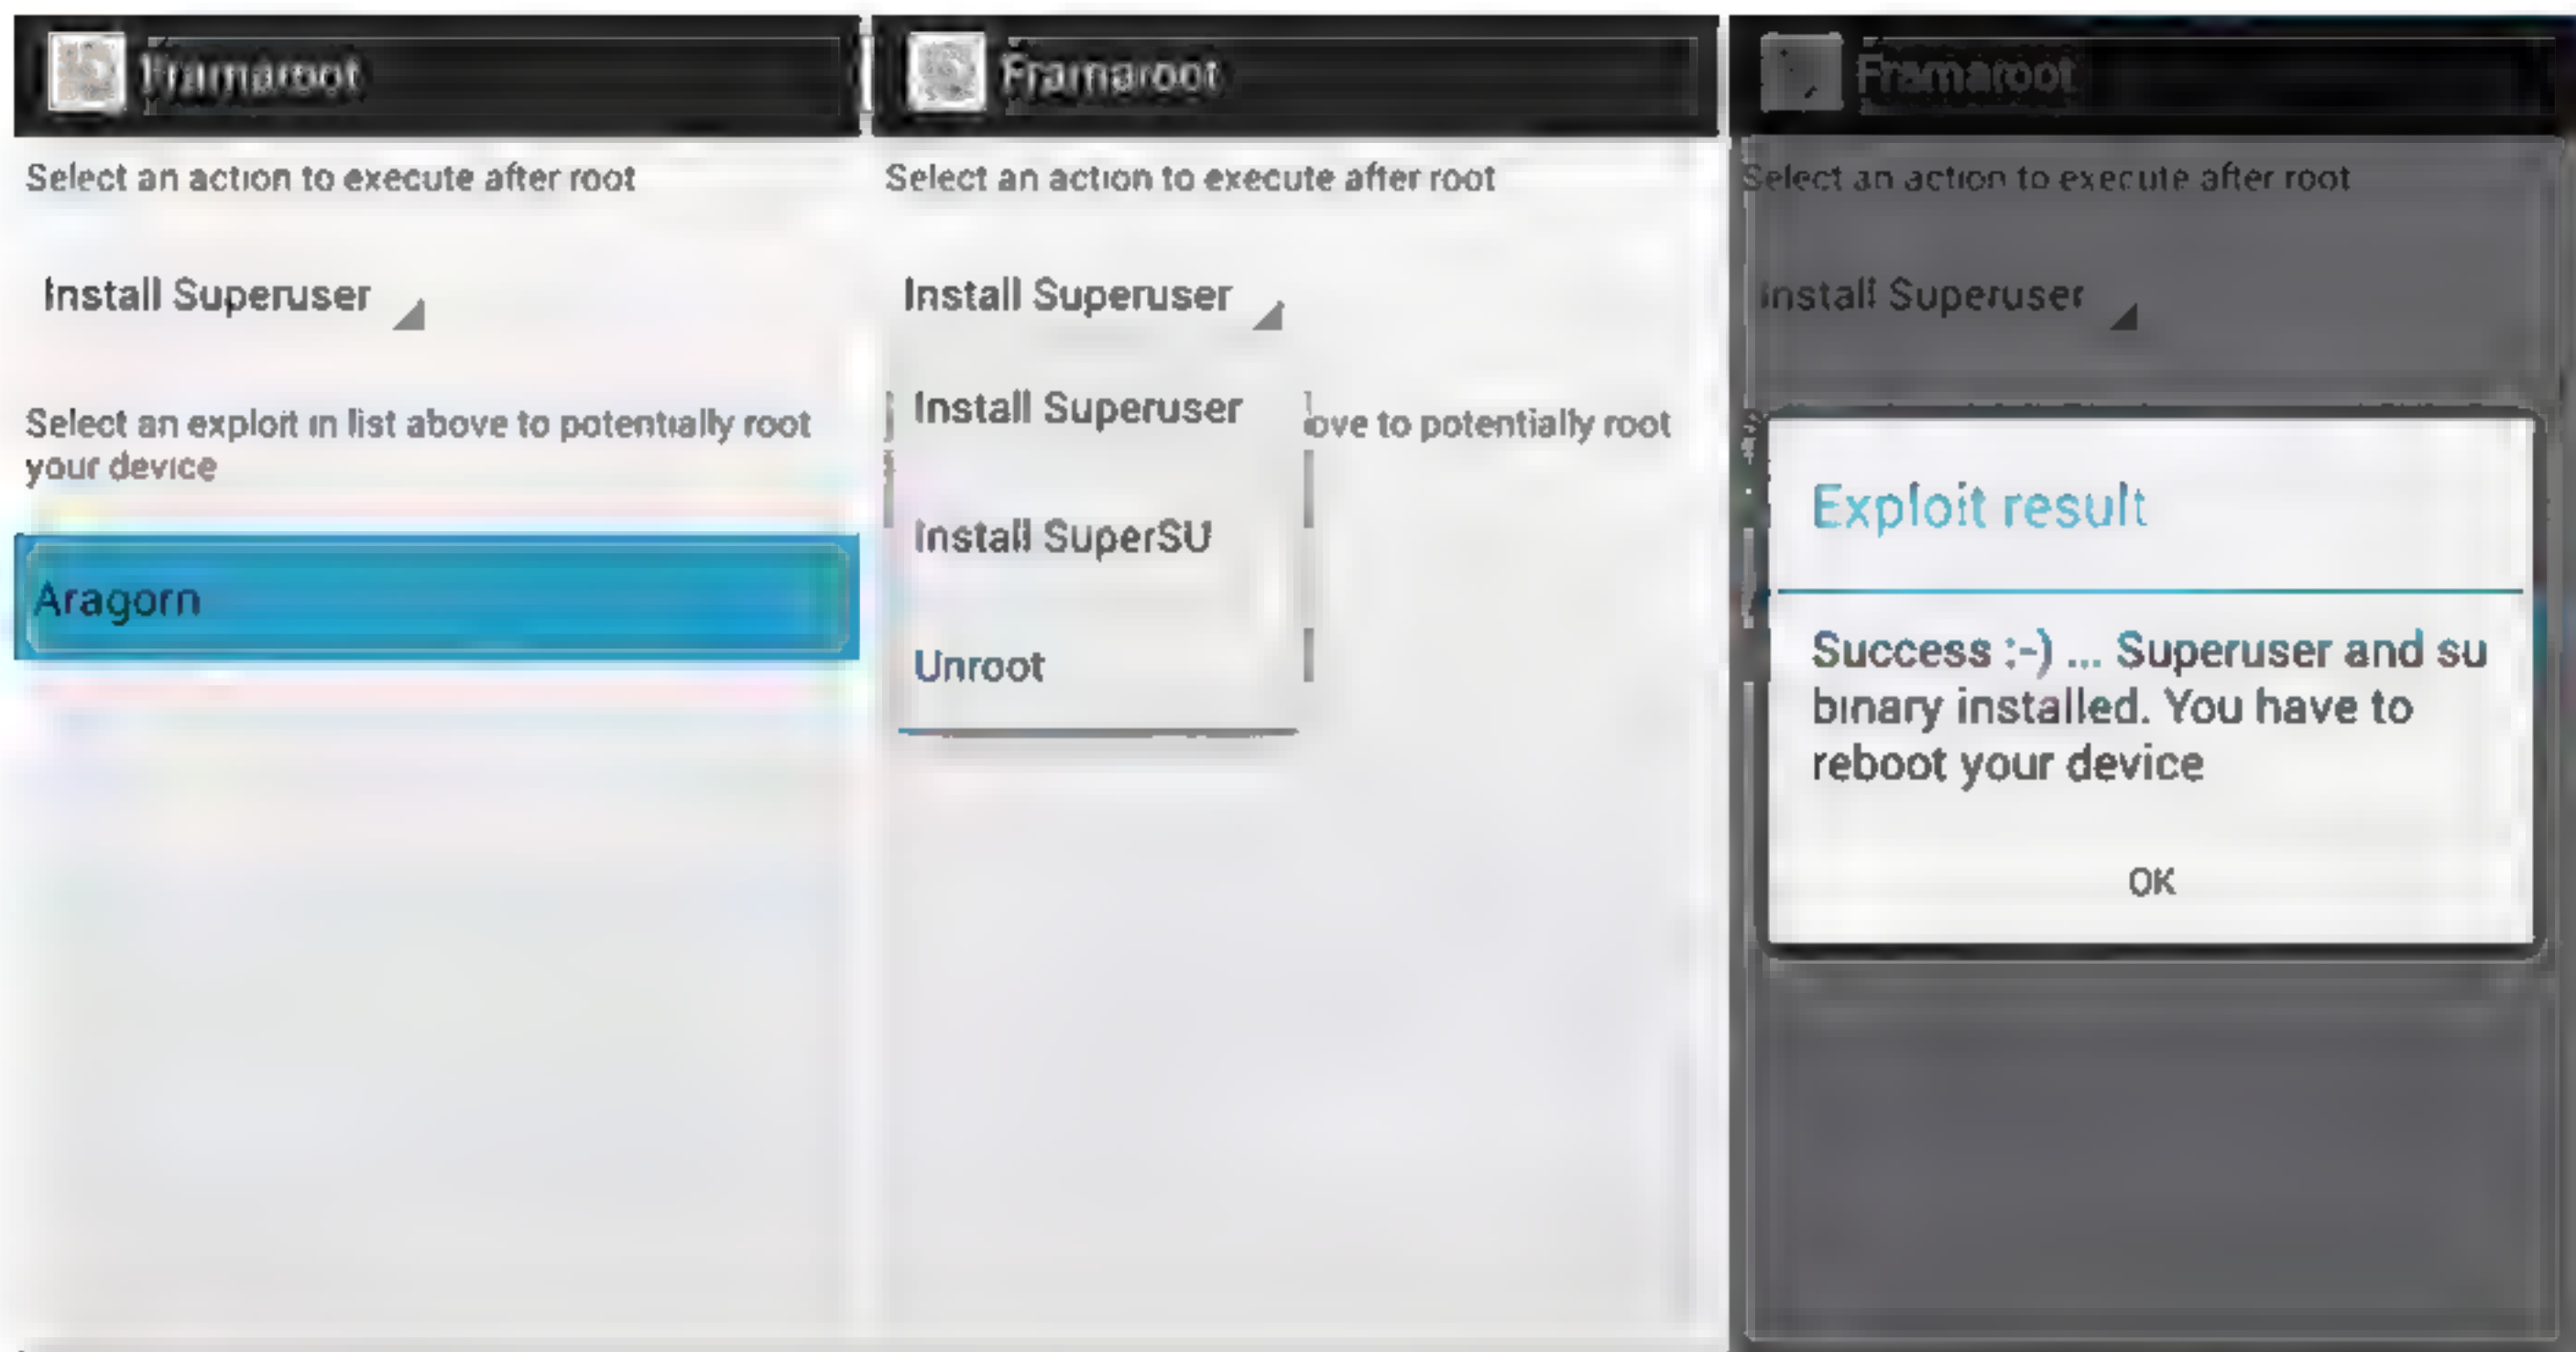 Framaroot
Select an action to execute after root
Install Superuser
Select an exploit in list above to potentially root
your device
Aragorn
Framaroot
Select an action to execute after root
Install Superuser
Install Superuser
ove to potentially root
Install SuperSU
Unroot
Framaroot
Select an action to execute after root
Install Superuser
Exploit result
Success :-) ... Superuser and su
binary installed. You have to
reboot your device
OK